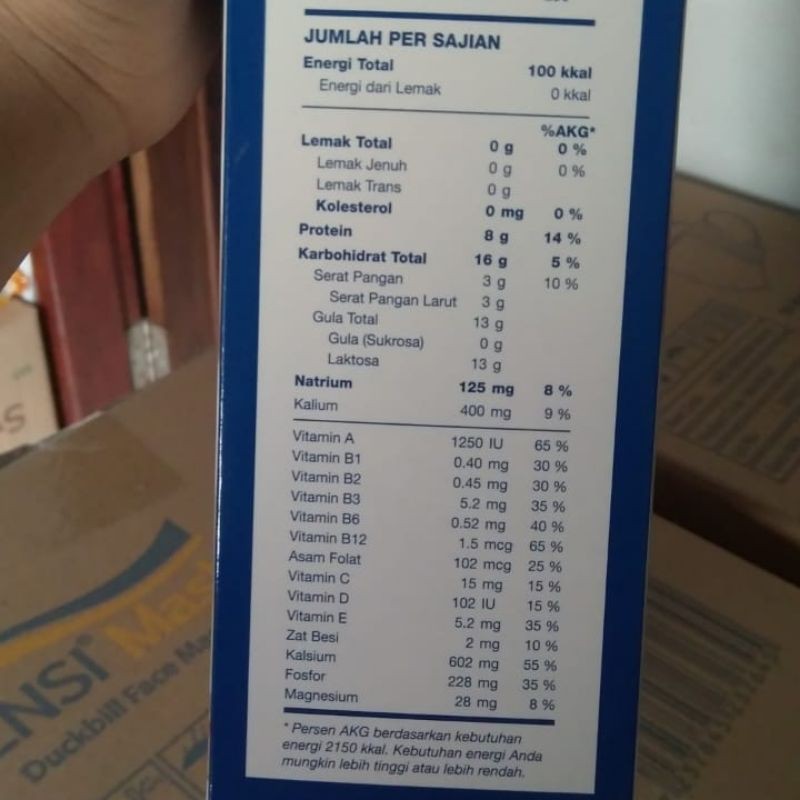 JUMLAH PER SAJIAN
Energi Total 100 kkal
Energi dari Lemak 0 kkal
%AKG*
Lemak Total 0 g 0 %
Lemak Jenuh 0 g 0 %
Lemak Trans 0 g
Kolesterol 0 mg 0 %
Protein 8 g 14 %
Karbohidrat Total 16 g 5 %
Serat Pangan 3 g 10 %
Serat Pangan Larut 3 g
Gula Total 13 g
Gula (Sukrosa) 0 g
Laktosa 13 g
Natrium 125 mg 8 %
Kalium 400 mg 9 %
Vitamin A 1250 IU 65 %
Vitamin B1 0.40 mg 30 %
Vitamin B2 0.45 mg 30 %
Vitamin B3 5.2 mg 35 %
Vitamin B6 0.52 mg 40 %
Vitamin B12 1.5 mcg 65 %
Asam Folat 102 mcg 25 %
Vitamin C 15 mg 15 %
Vitamin D 102 IU 15 %
Vitamin E 5.2 mg 35 %
Zat Besi 2 mg 10 %
Kalsium 602 mg 55 %
Fosfor 228 mg 35 %
Magnesium 28 mg 8 %
* Persen AKG berdasarkan kebutuhan
energi 2150 kkal. Kebutuhan energi Anda
mungkin lebih tinggi atau lebih rendah.
Duckbill Face